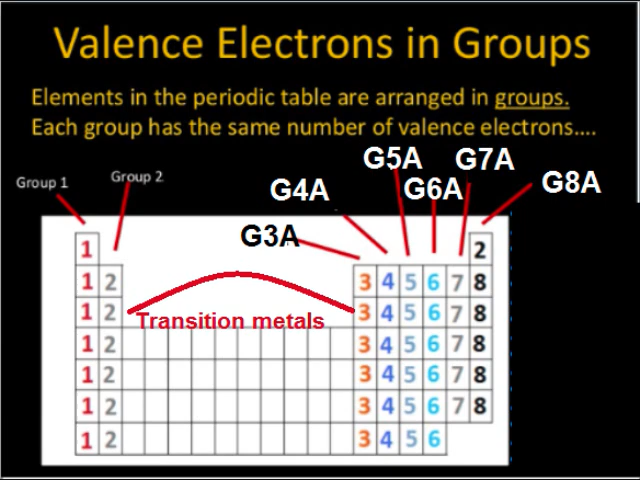 Valence Electrons in Groups
Elements in the periodic table are arranged in groups.
Each group has the same number of valence electrons....
G5A G7A
Group 1 Group 2 G4A G6A G8A
G3A
1 2
1 2 3 4 5 6 7 8
1 2 3 4 5 6 7 8
Transition metals
1 2 3 4 5 6 7 8
1 2 3 4 5 6 7 8
1 2 3 4 5 6 7 8
1 2 3 4 5 6